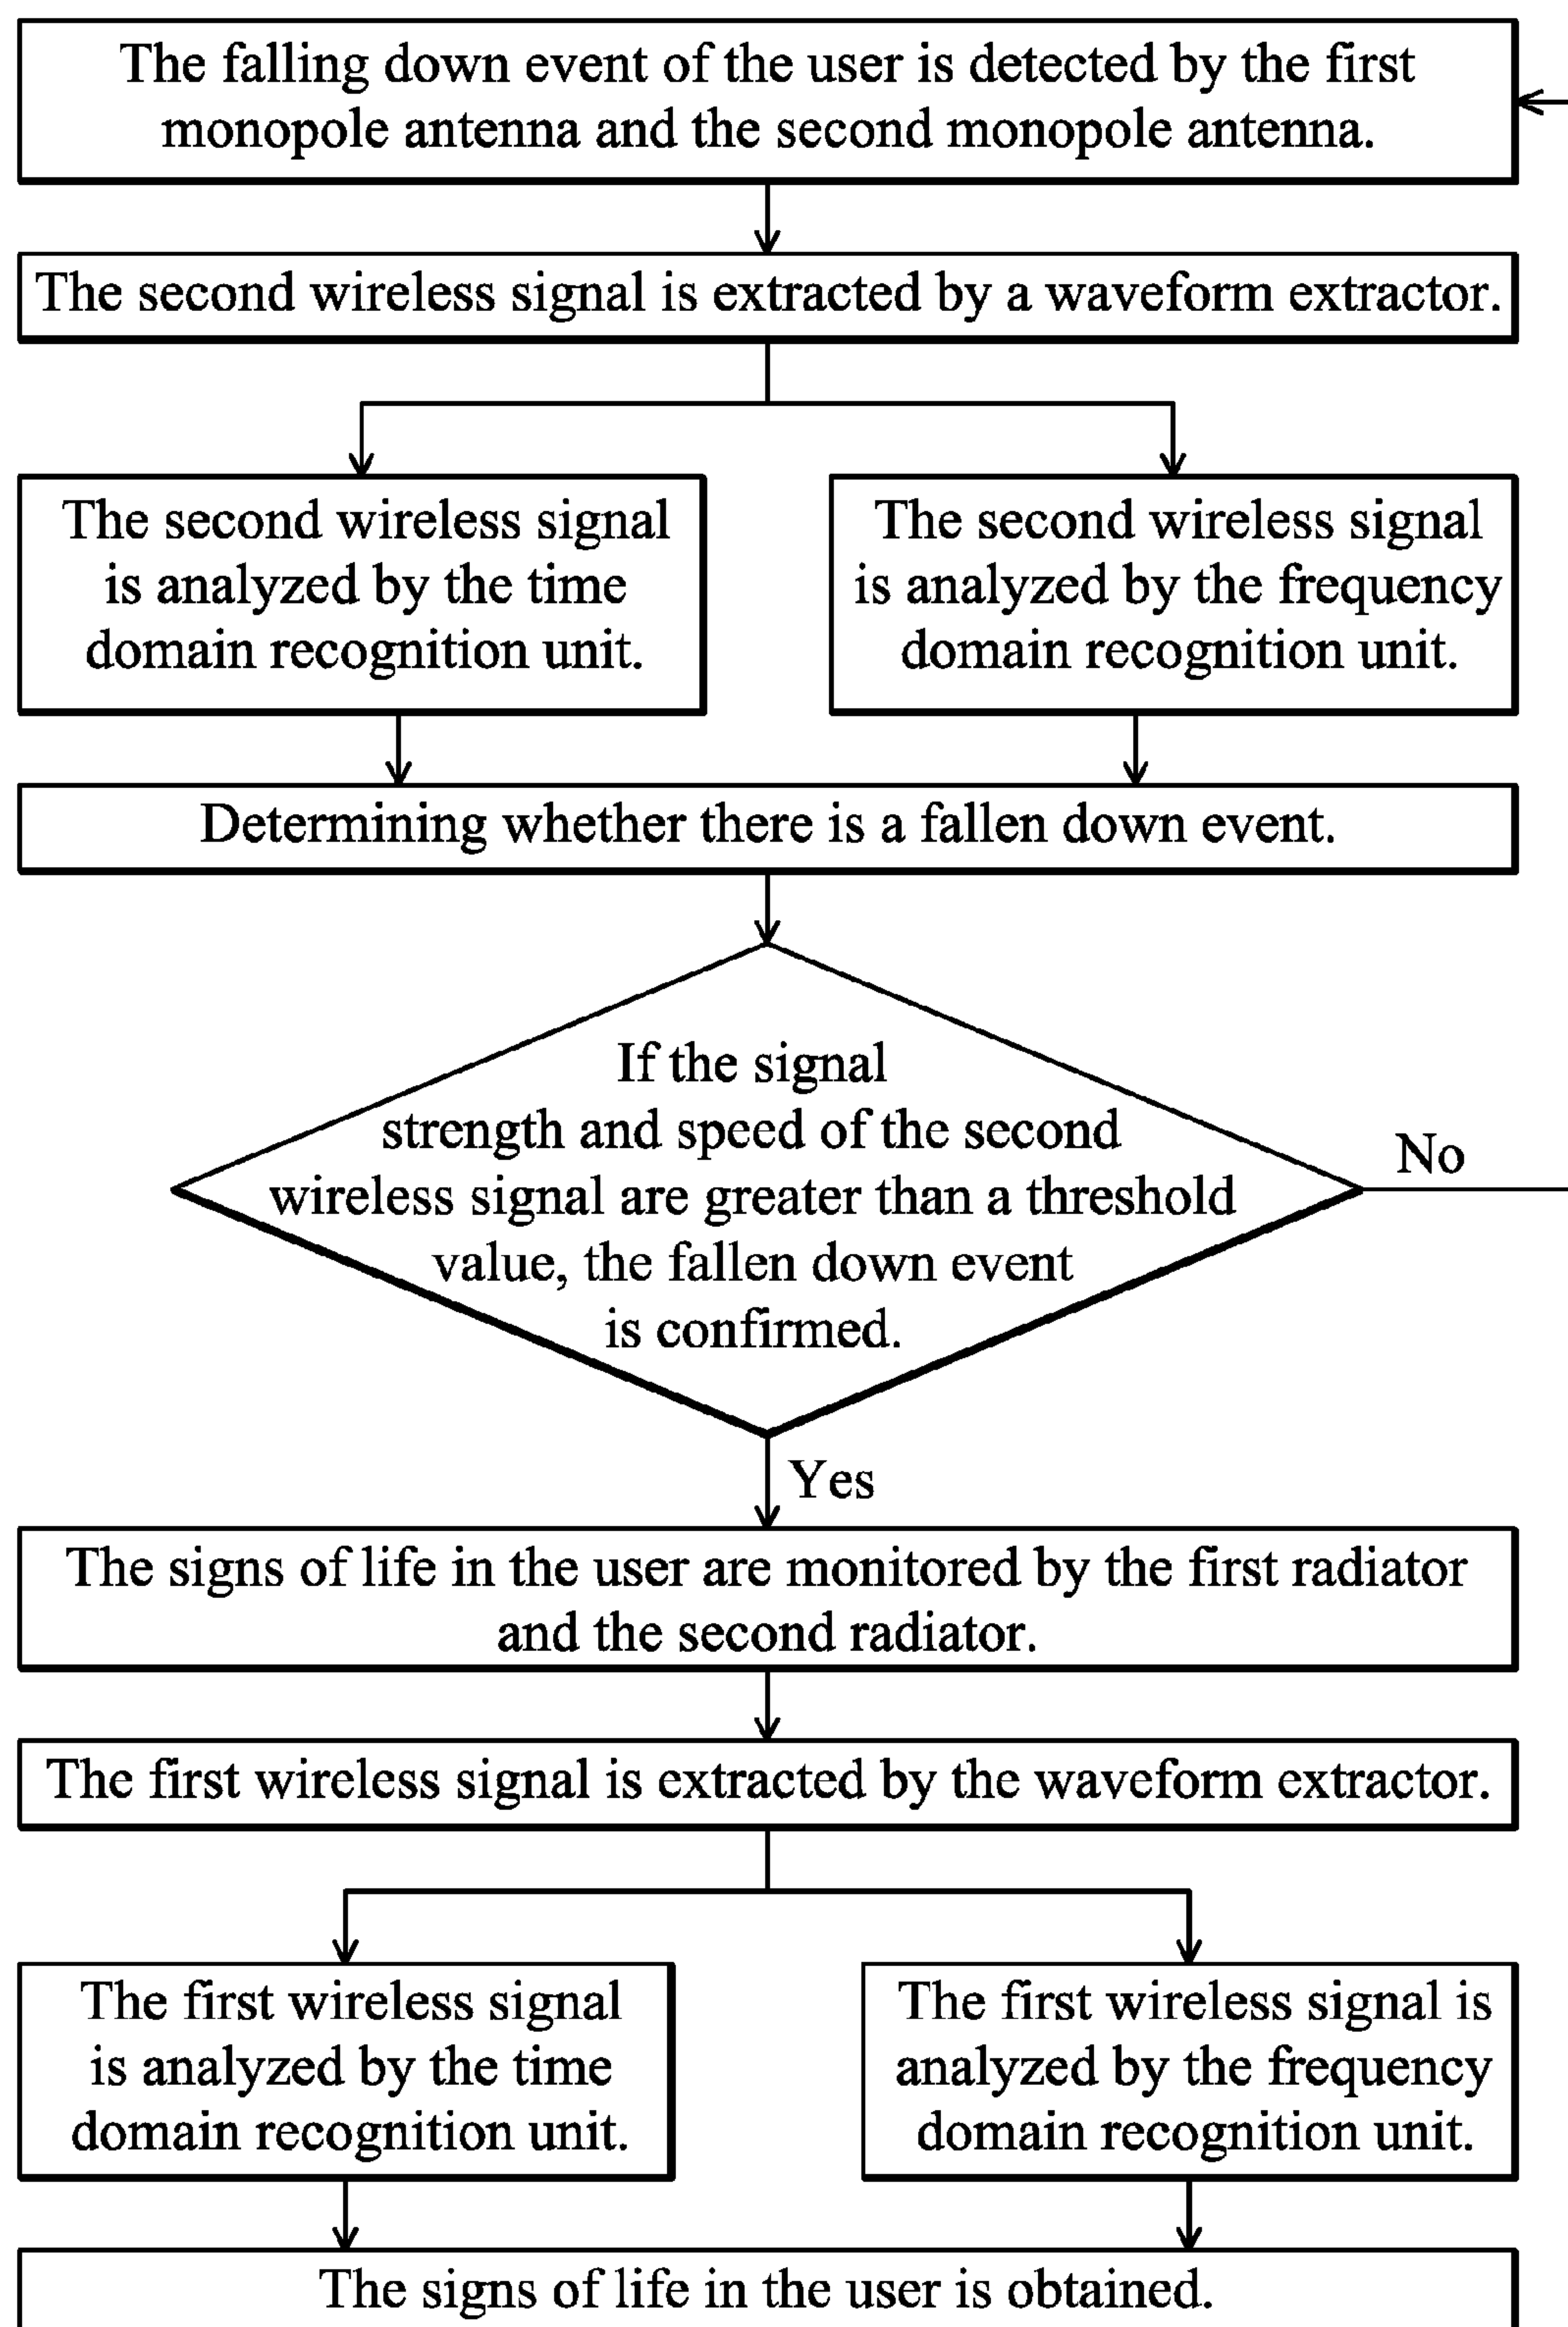 The falling down event of the user is detected by the first
monopole antenna and the second monopole antenna.
The second wireless signal is extracted by a waveform extractor.
The second wireless signal
is analyzed by the time
domain recognition unit.
The second wireless signal
is analyzed by the frequency
domain recognition unit.
Determining whether there is a fallen down event.
If the signal
strength and speed of the second
wireless signal are greater than a threshold
value, the fallen down event
is confirmed.
No
Yes
The signs of life in the user are monitored by the first radiator
and the second radiator.
The first wireless signal is extracted by the waveform extractor.
The first wireless signal
is analyzed by the time
domain recognition unit.
The first wireless signal is
analyzed by the frequency
domain recognition unit.
The signs of life in the user is obtained.